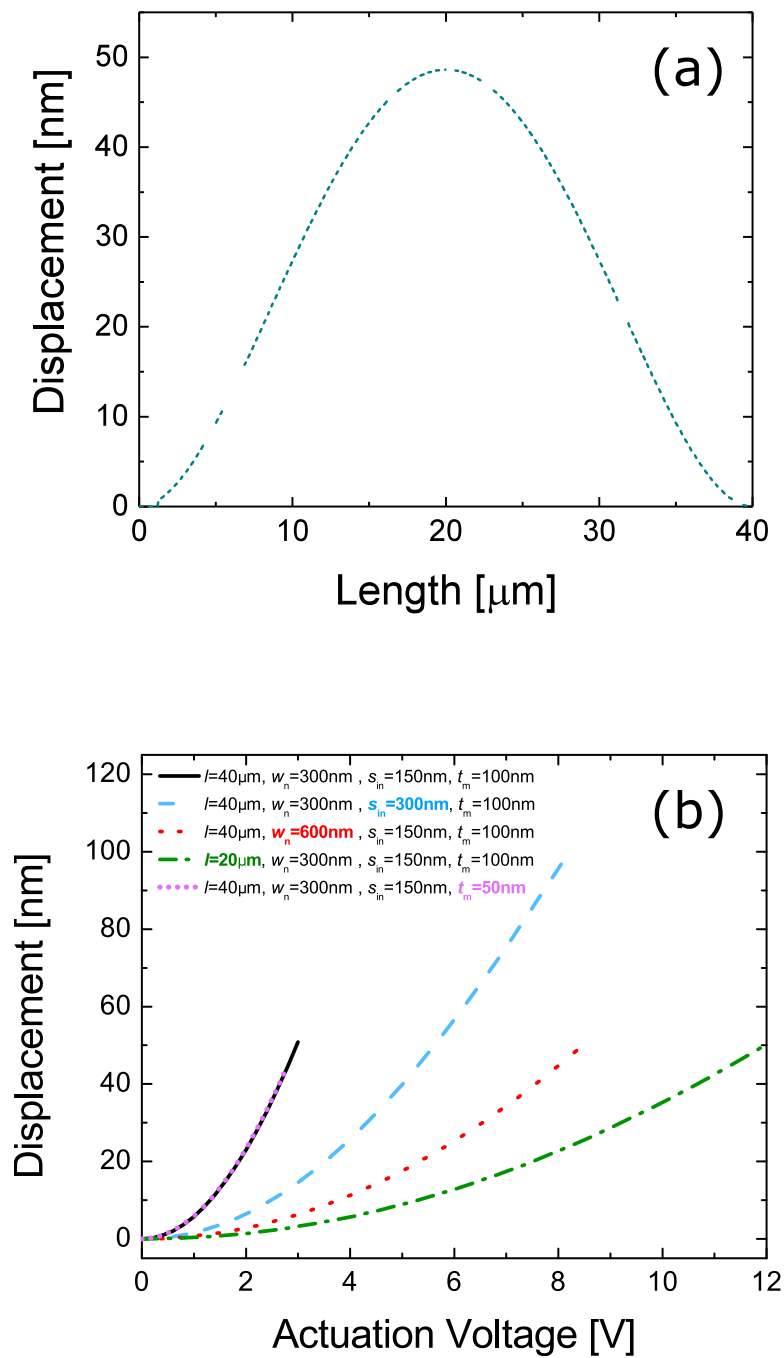 (a)
Displacement [nm]
50
40
30
20
10
0
0 10 20 30 40
Length [μm]
(b)
Displacement [nm]
120
100
80
60
40
20
0
l=40μm, wn=300nm , sin=150nm, tm=100nm
l=40μm, wn=300nm , sin=300nm, tm=100nm
l=40μm, wn=600nm , sin=150nm, tm=100nm
l=20μm, wn=300nm , sin=150nm, tm=100nm
l=40μm, wn=300nm , sin=150nm, tm=50nm
0 2 4 6 8 10 12
Actuation Voltage [V]